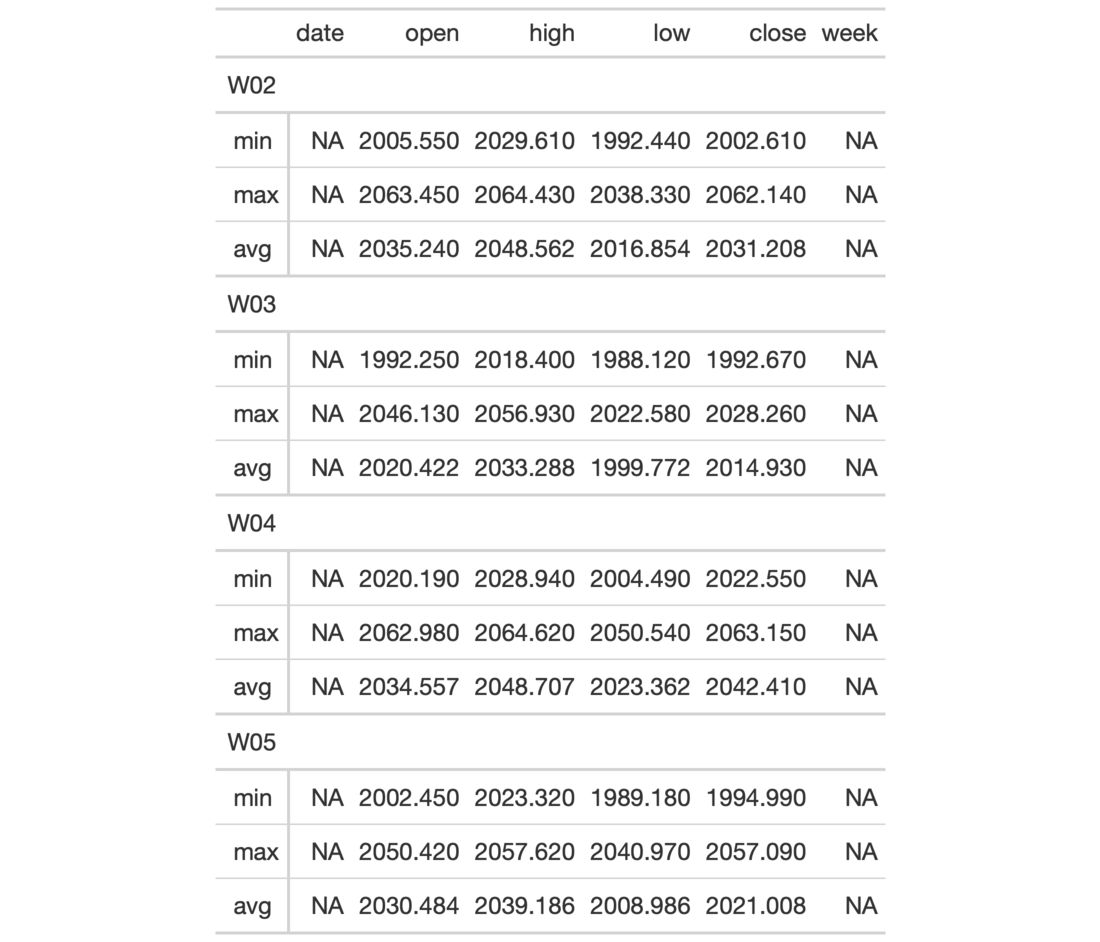 date open high low close week
W02
min NA 2005.550 2029.610 1992.440 2002.610 NA
max NA 2063.450 2064.430 2038.330 2062.140 NA
avg NA 2035.240 2048.562 2016.854 2031.208 NA
W03
min NA 1992.250 2018.400 1988.120 1992.670 NA
max NA 2046.130 2056.930 2022.580 2028.260 NA
avg NA 2020.422 2033.288 1999.772 2014.930 NA
W04
min NA 2020.190 2028.940 2004.490 2022.550 NA
max NA 2062.980 2064.620 2050.540 2063.150 NA
avg NA 2034.557 2048.707 2023.362 2042.410 NA
W05
min NA 2002.450 2023.320 1989.180 1994.990 NA
max NA 2050.420 2057.620 2040.970 2057.090 NA
avg NA 2030.484 2039.186 2008.986 2021.008 NA